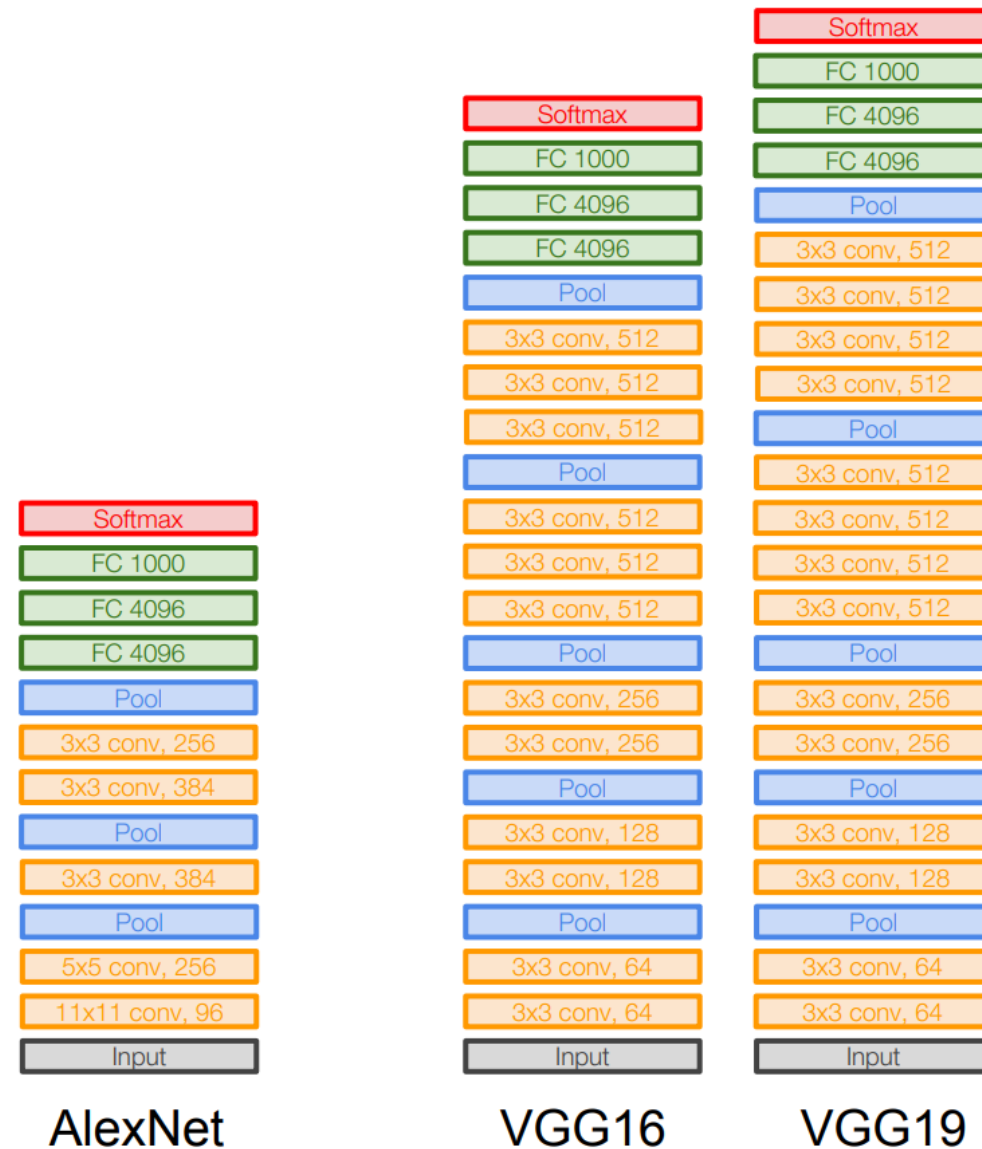 Softmax
FC 1000
FC 4096
FC 4096
Pool
3x3 conv, 256
3x3 conv, 384
Pool
3x3 conv, 384
Pool
5x5 conv, 256
11x11 conv, 96
Input
AlexNet
Softmax
FC 1000
FC 4096
FC 4096
Pool
3x3 conv, 512
3x3 conv, 512
3x3 conv, 512
Pool
3x3 conv, 512
3x3 conv, 512
3x3 conv, 512
Pool
3x3 conv, 256
3x3 conv, 256
Pool
3x3 conv, 128
3x3 conv, 128
Pool
3x3 conv, 64
3x3 conv, 64
Input
VGG16
Softmax
FC 1000
FC 4096
FC 4096
Pool
3x3 conv, 512
3x3 conv, 512
3x3 conv, 512
3x3 conv, 512
Pool
3x3 conv, 512
3x3 conv, 512
3x3 conv, 512
3x3 conv, 512
Pool
3x3 conv, 256
3x3 conv, 256
Pool
3x3 conv, 128
3x3 conv, 128
Pool
3x3 conv, 64
3x3 conv, 64
Input
VGG19